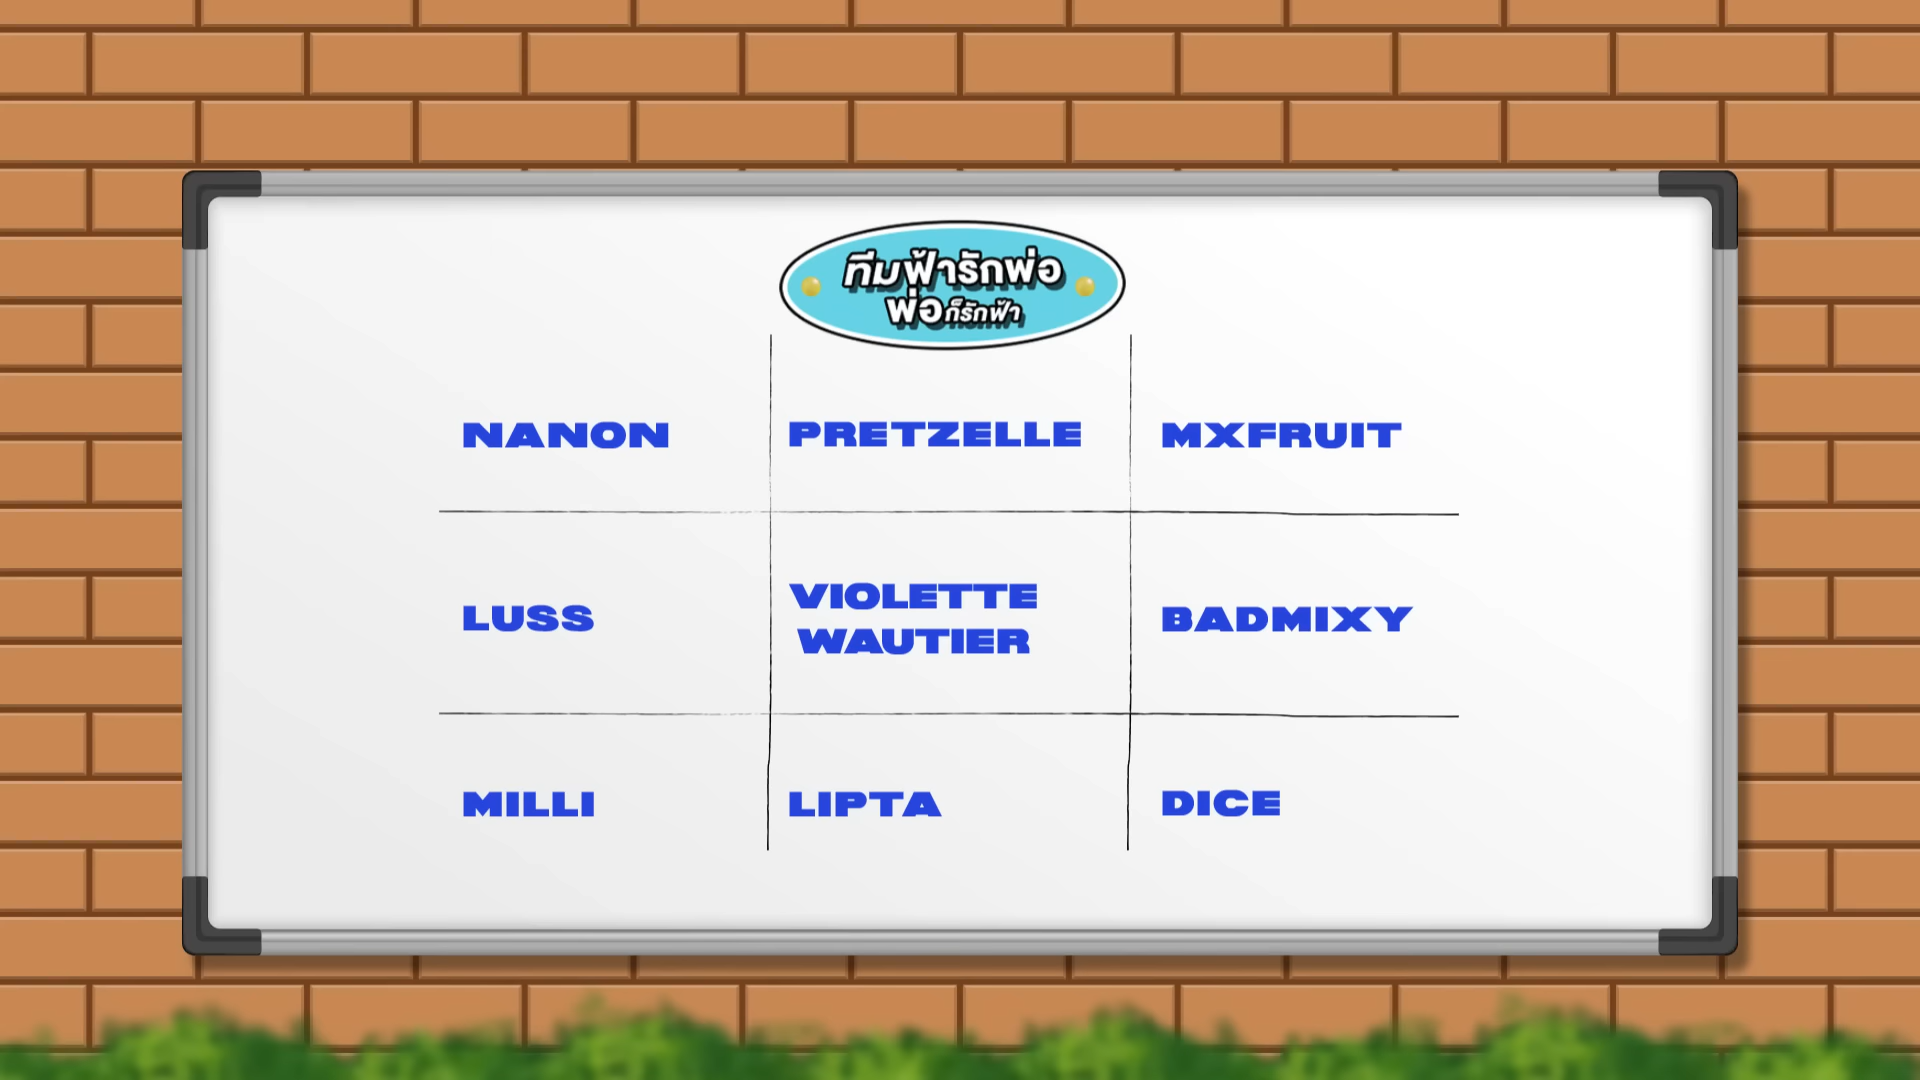 ทีมฟ้ารักพ่อ
พ่อก็รักฟ้า
NANON
PRETZELLE
MXFRUIT
LUSS
VIOLETTE
WAUTIER
BADMIXY
MILLI
LIPTA
DICE